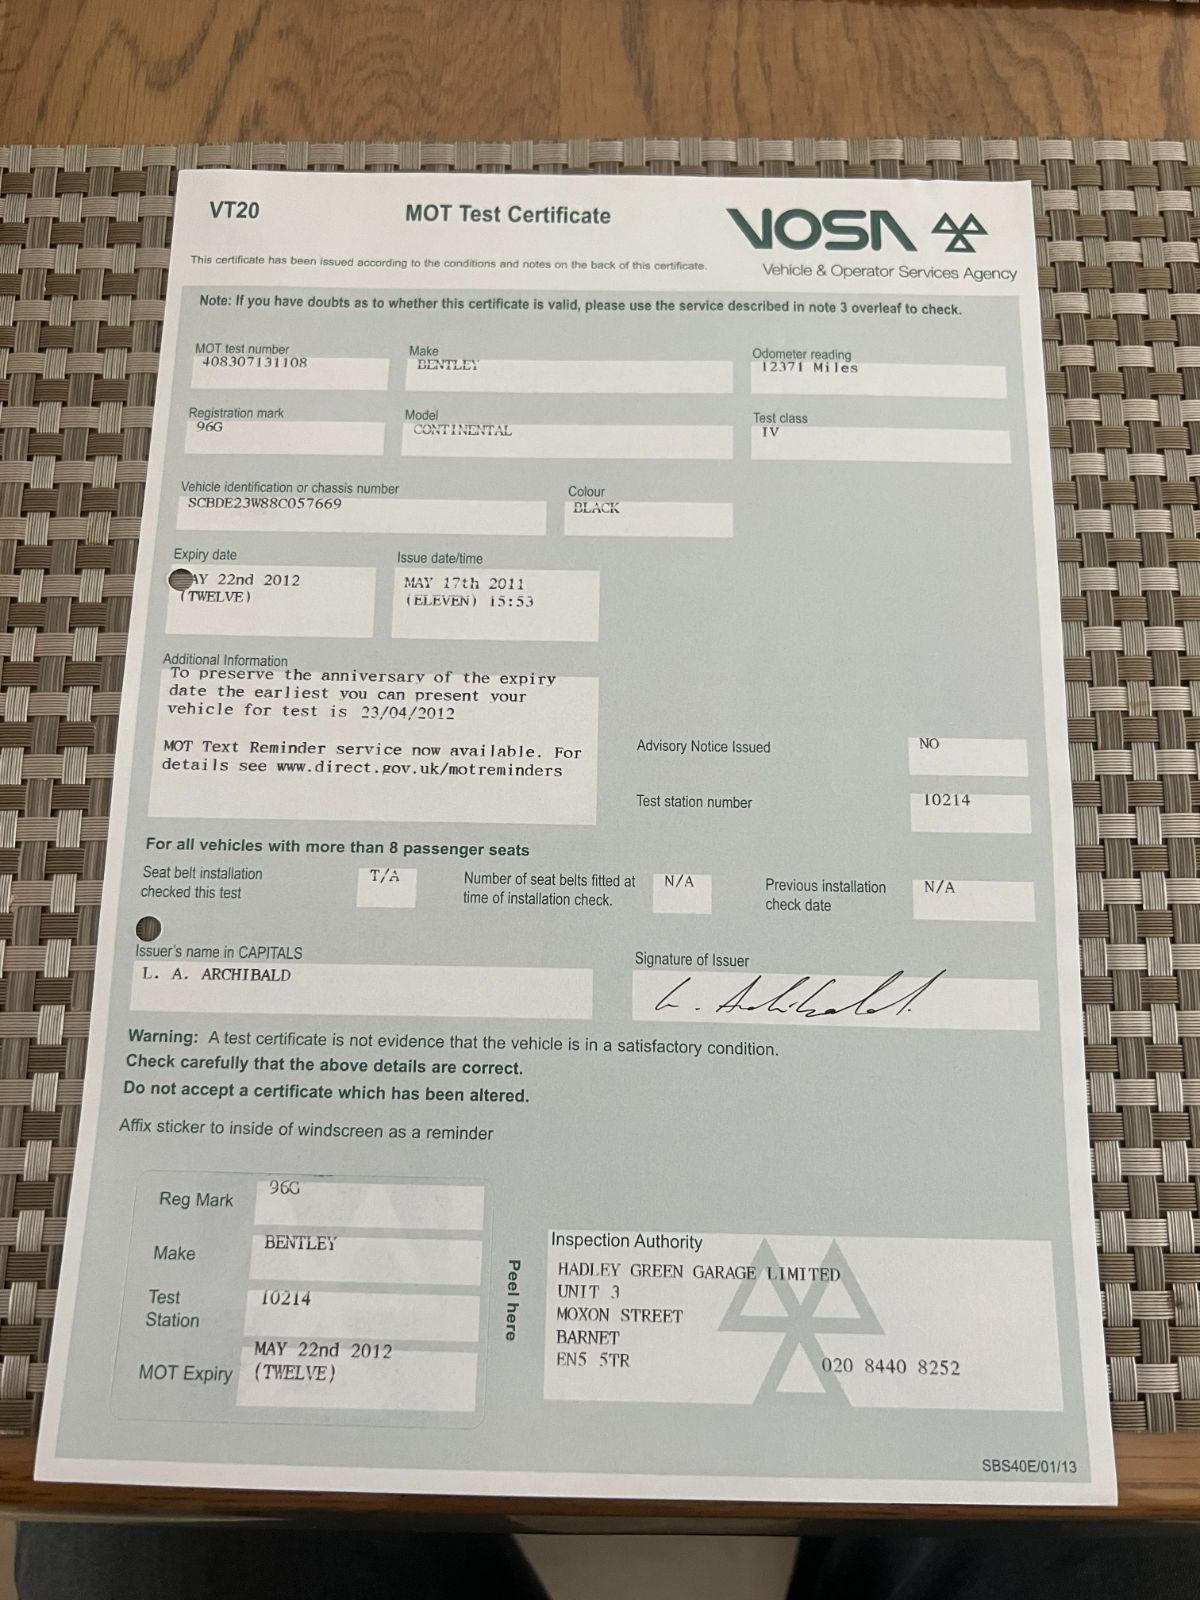 VT20
MOT Test Certificate
VOSA
Vehicle & Operator Services Agency
This certificate has been issued according to the conditions and notes on the back of this certificate.
Note: If you have doubts as to whether this certificate is valid, please use the service described in note 3 overleaf to check.
MOT test number
408307131108
Make
BENTLEY
Odometer reading
12371 Miles
Registration mark
96G
Model
CONTINENTAL
Test class
IV
Vehicle identification or chassis number
SCBDE23W88C057669
Colour
BLACK
Expiry date
AY 22nd 2012
(TWELVE)
Issue date/time
MAY 17th 2011
(ELEVEN) 15:53
Additional Information
To preserve the anniversary of the expiry
date the earliest you can present your
vehicle for test is 23/04/2012
MOT Text Reminder service now available. For
details see www.direct.gov.uk/motreminders
Advisory Notice Issued
NO
Test station number
10214
For all vehicles with more than 8 passenger seats
Seat belt installation
checked this test
T/A
Number of seat belts fitted at
time of installation check.
N/A
Previous installation
check date
N/A
Issuer's name in CAPITALS
L. A. ARCHIBALD
Signature of Issuer
L. Archibald.
Warning: A test certificate is not evidence that the vehicle is in a satisfactory condition.
Check carefully that the above details are correct.
Do not accept a certificate which has been altered.
Affix sticker to inside of windscreen as a reminder
Reg Mark
96G
Make
BENTLEY
Test
Station
10214
MOT Expiry
MAY 22nd 2012
(TWELVE)
Peel here
Inspection Authority
HADLEY GREEN GARAGE LIMITED
UNIT 3
MOXON STREET
BARNET
EN5 5TR
020 8440 8252
SBS40E/01/13